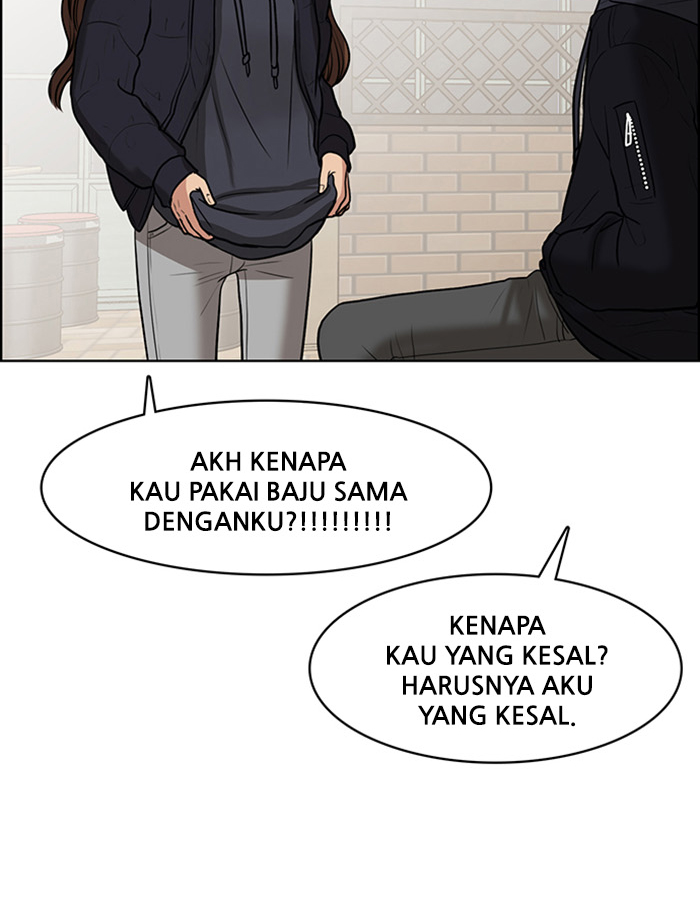 AKH KENAPA
KAU PAKAI BAJU SAMA
DENGANKU?!!!!!!!!!
KENAPA
KAU YANG KESAL?
HARUSNYA AKU
YANG KESAL.